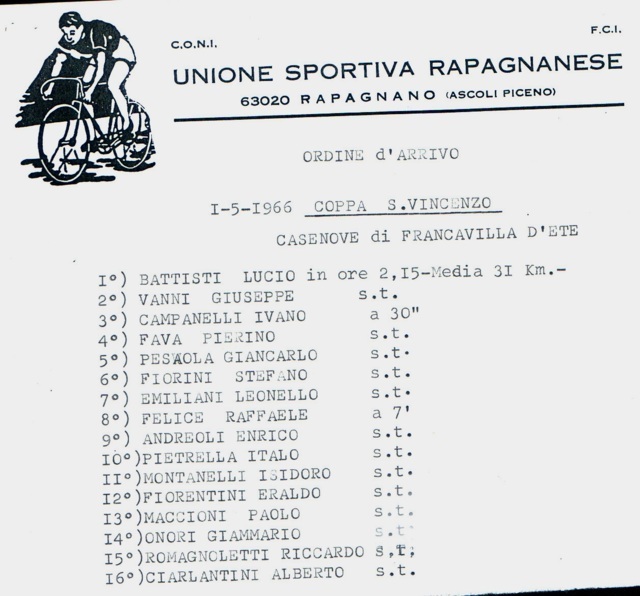 C.O.N.I.
F.C.I.
UNIONE SPORTIVA RAPAGNANESE
63020 RAPAGNANO (ASCOLI PICENO)
ORDINE d'ARRIVO
I-5-I966 COPPA S.VINCENZO
CASENOVE di FRANCAVILLA D'ETE
I°) BATTISTI LUCIO in ore 2,I5-Media 3I Km.-
2°) VANNI GIUSEPPE s.t.
3°) CAMPANELLI IVANO a 30"
4°) FAVA PIERINO s.t.
5°) PESAOLA GIANCARLO s.t.
6°) FIORINI STEFANO s.t.
7°) EMILIANI LEONELLO s.t.
8°) FELICE RAFFAELE a 7'
9°) ANDREOLI ENRICO s.t.
I0°)PIETRELLA ITALO s.t.
II°)MONTANELLI ISIDORO s.t.
I2°)FIORENTINI ERALDO s.t.
I3°)MACCIONI PAOLO s.t.
I4°)ONORI GIAMMARIO s.t
I5°)ROMAGNOLETTI RICCARDO s,t,
I6°)CIARLANTINI ALBERTO s.t.